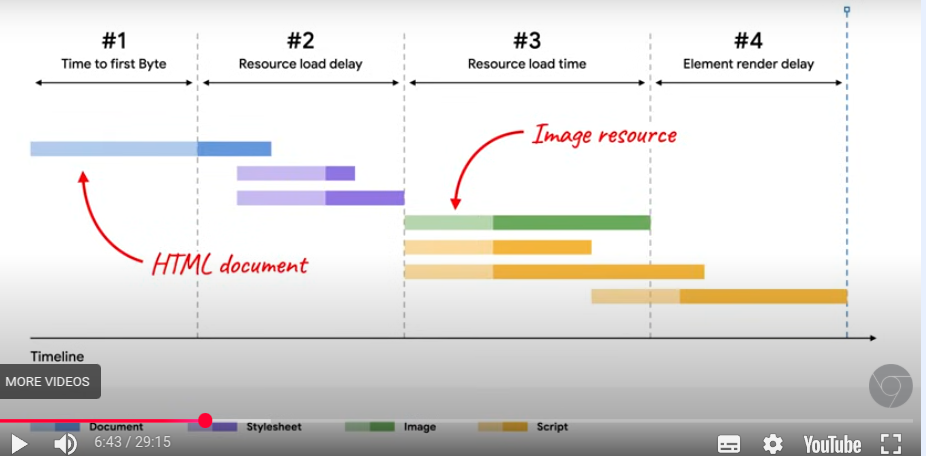 #1 #2 #3 #4
Time to first Byte Resource load delay Resource load time Element render delay
Image resource
HTML document
Timeline
MORE VIDEOS
Document Stylesheet Image Script
6:43 / 29:15 YouTube